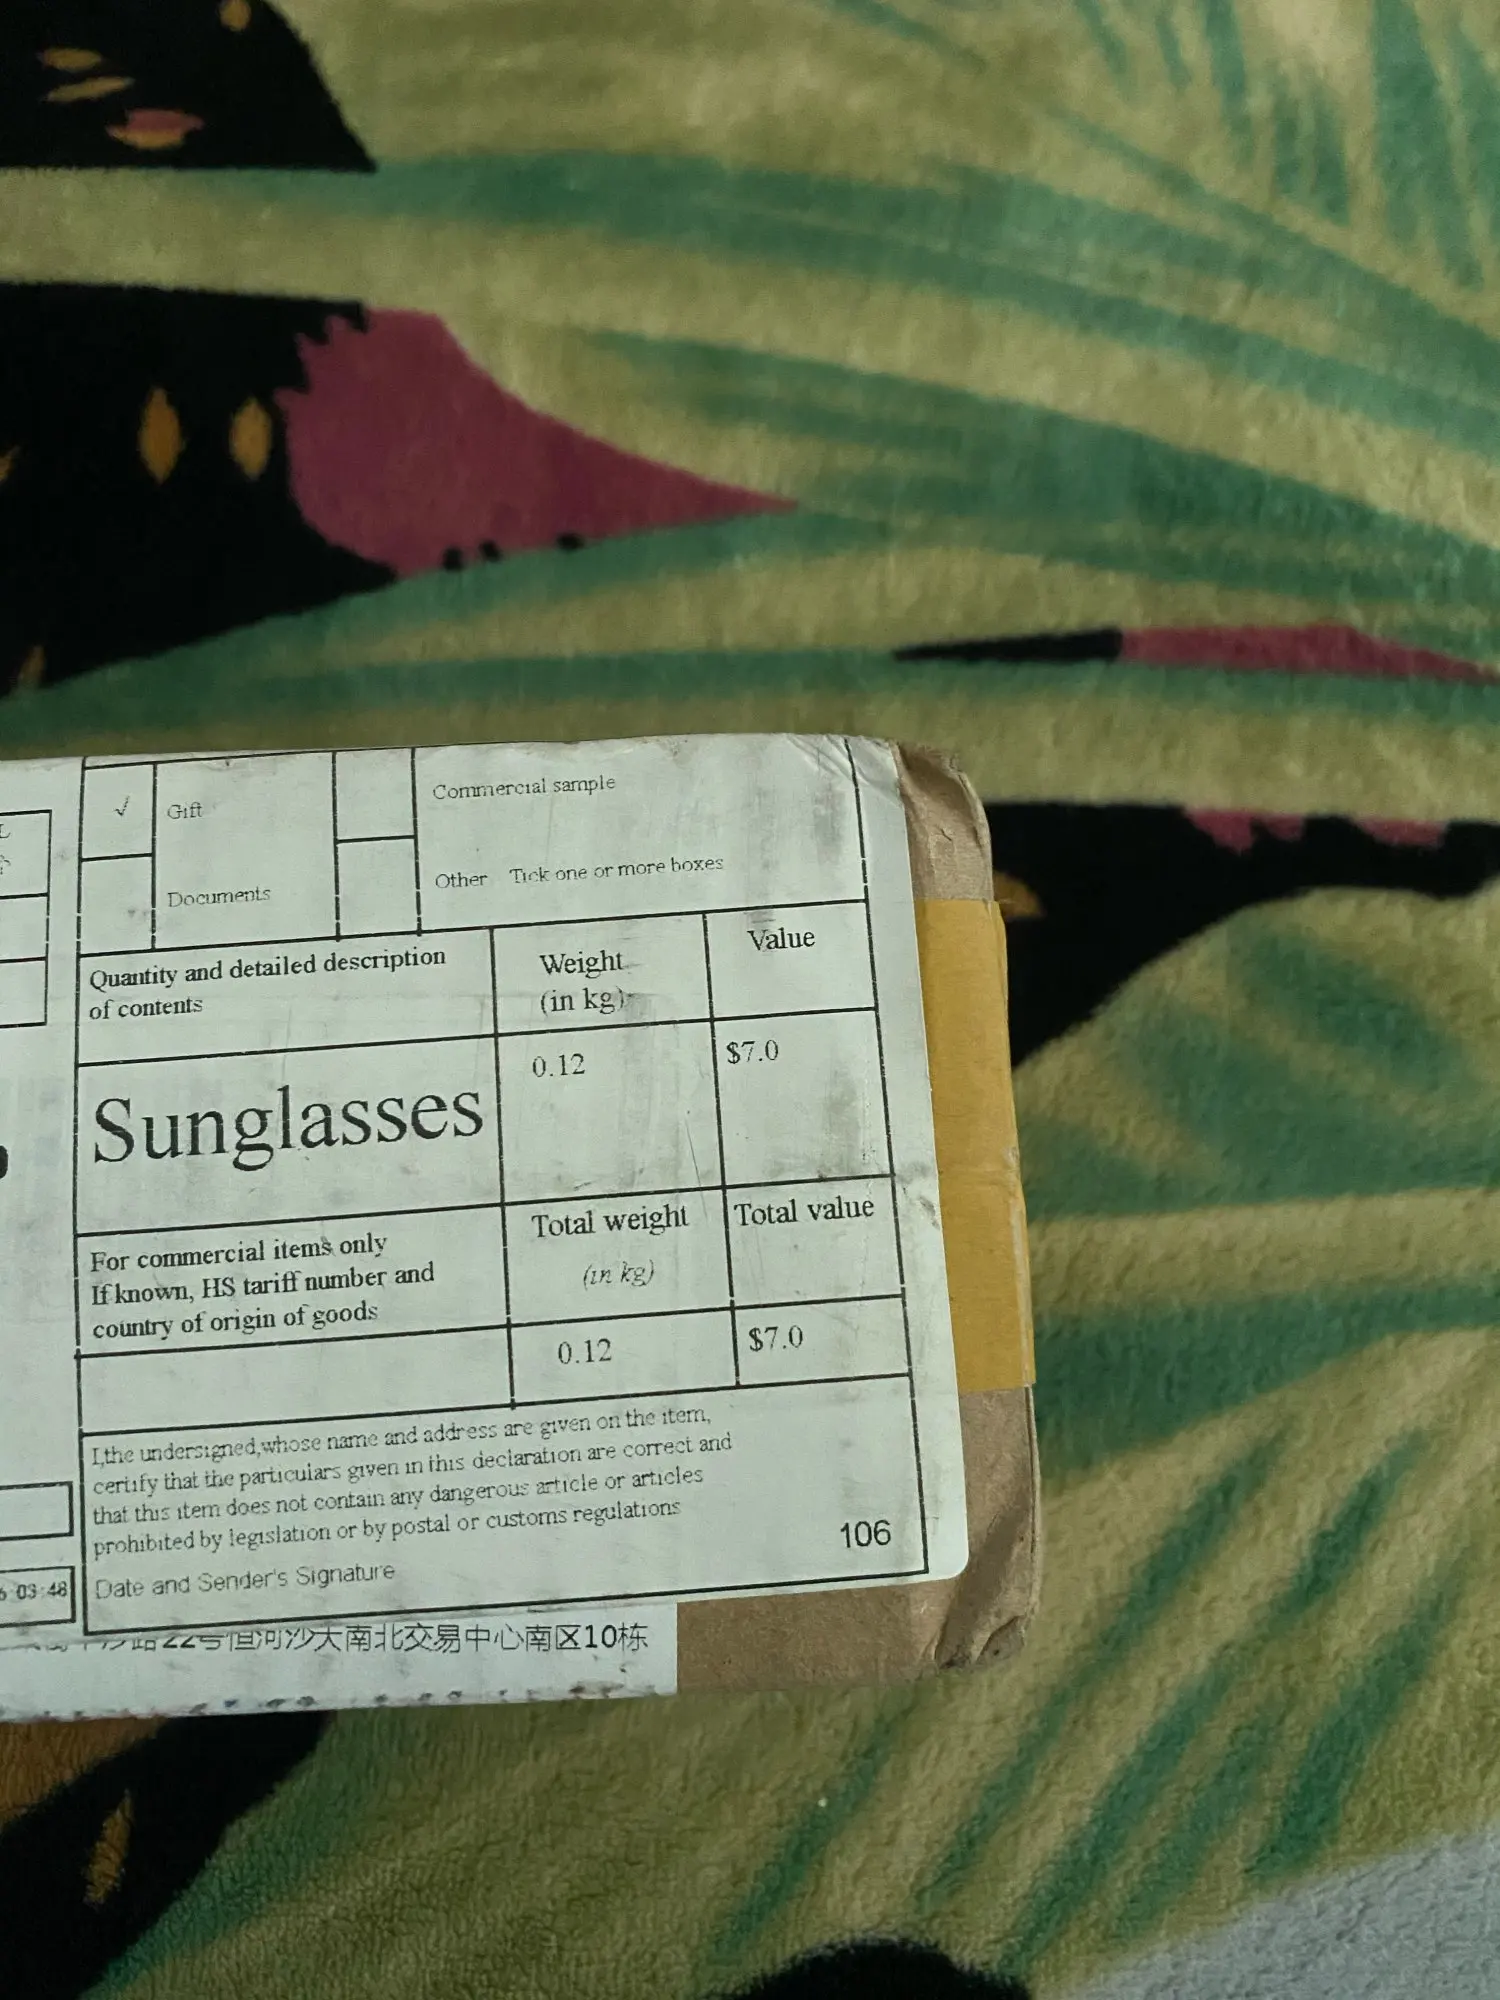 √ Gift
Commercial sample
Documents
Other Tick one or more boxes
Quantity and detailed description
of contents
Weight
(in kg)
Value
Sunglasses
0.12
$7.0
For commercial items only
If known, HS tariff number and
country of origin of goods
Total weight
(in kg)
Total value
0.12
$7.0
I,the undersigned,whose name and address are given on the item,
certify that the particulars given in this declaration are correct and
that this item does not contain any dangerous article or articles
prohibited by legislation or by postal or customs regulations
106
03:48
Date and Sender's Signature
路22号恒河沙大南北交易中心南区10栋